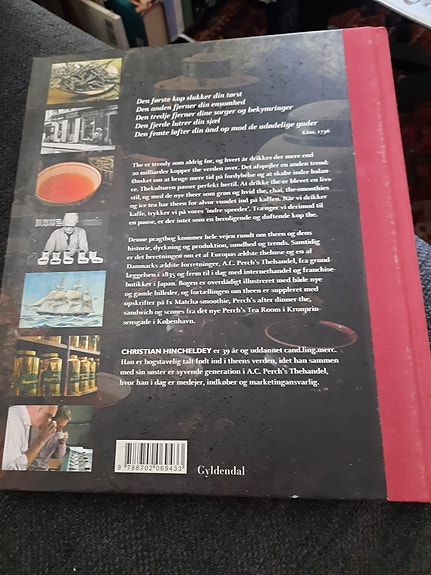 Den første kop slukker din tørst
Den anden fjerner din ensomhed
Den tredje fjerner dine sorger og bekymringer
Den fjerde lutrer din sjæl
Den femte løfter din ånd op mod de udødelige guder
Kina, 1736
The er trendy som aldrig før, og hvert år drikkes der mere end
20 milliarder kopper the verden over. Det afspejler en anden trend:
Ønsket om at bruge mere tid på fordybelse og at skabe indre balan-
ce. Thekulturen passer perfekt hertil. At drikke the er blevet en livs-
stil, og med de nye theer som grøn og hvid the, chai, the-smoothies
og ice tea har theen for alvor vundet ind på kaffen. Når vi drikker
kaffe, trykker vi på vores 'indre speeder'. Trænger vi derimod til
en pause, er der intet som en beroligende og duftende kop the.
Denne pragtbog kommer hele vejen rundt om theen og dens
historie, dyrkning og produktion, sundhed og trends. Samtidig
er det beretningen om et af Europas ældste thehuse og en af
Danmarks ældste forretninger, A.C. Perch's Thehandel, fra grund-
læggelsen i 1835 og frem til i dag med internethandel og franchise-
butikker i Japan. Bogen er overdådigt illustreret med både nye
og gamle billeder, og fortællingen om theen er suppleret med
opskrifter på fx Matcha smoothie, Perch's after dinner the,
sandwich og scones fra det nye Perch's Tea Room i Kronprin-
sensgade i København.
CHRISTIAN HINCHELDEY er 39 år og uddannet cand.ling.merc.
Han er bogstavelig talt født ind i theens verden, idet han sammen
med sin søster er syvende generation i A.C. Perch's Thehandel,
hvor han i dag er medejer, indkøber og marketingansvarlig.
9 788702 069433
Gyldendal